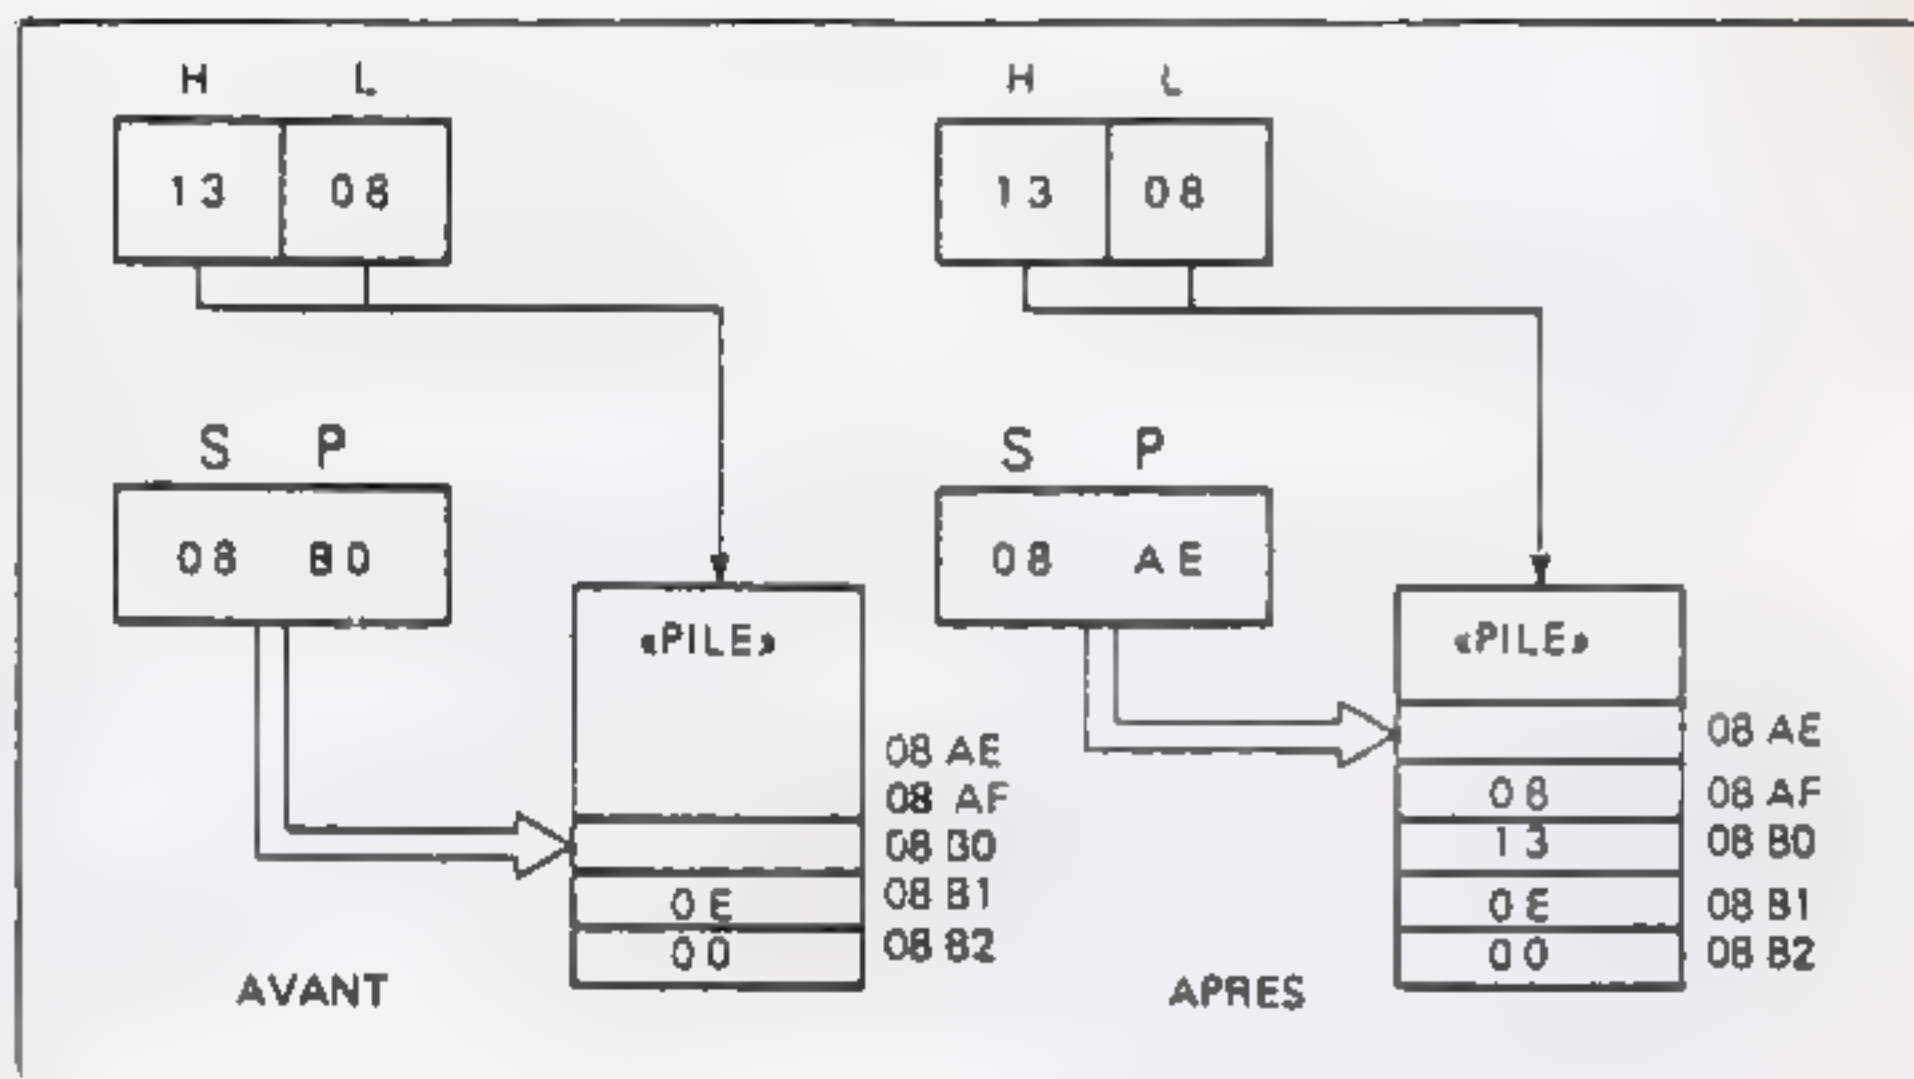 H L
13 08
S P
08 B0
«PILE»
08 AE
08 AF
08 B0
0E 08 B1
00 08 B2
AVANT
H L
13 08
S P
08 AE
«PILE»
08 AE
08 08 AF
13 08 B0
0E 08 B1
00 08 B2
APRES